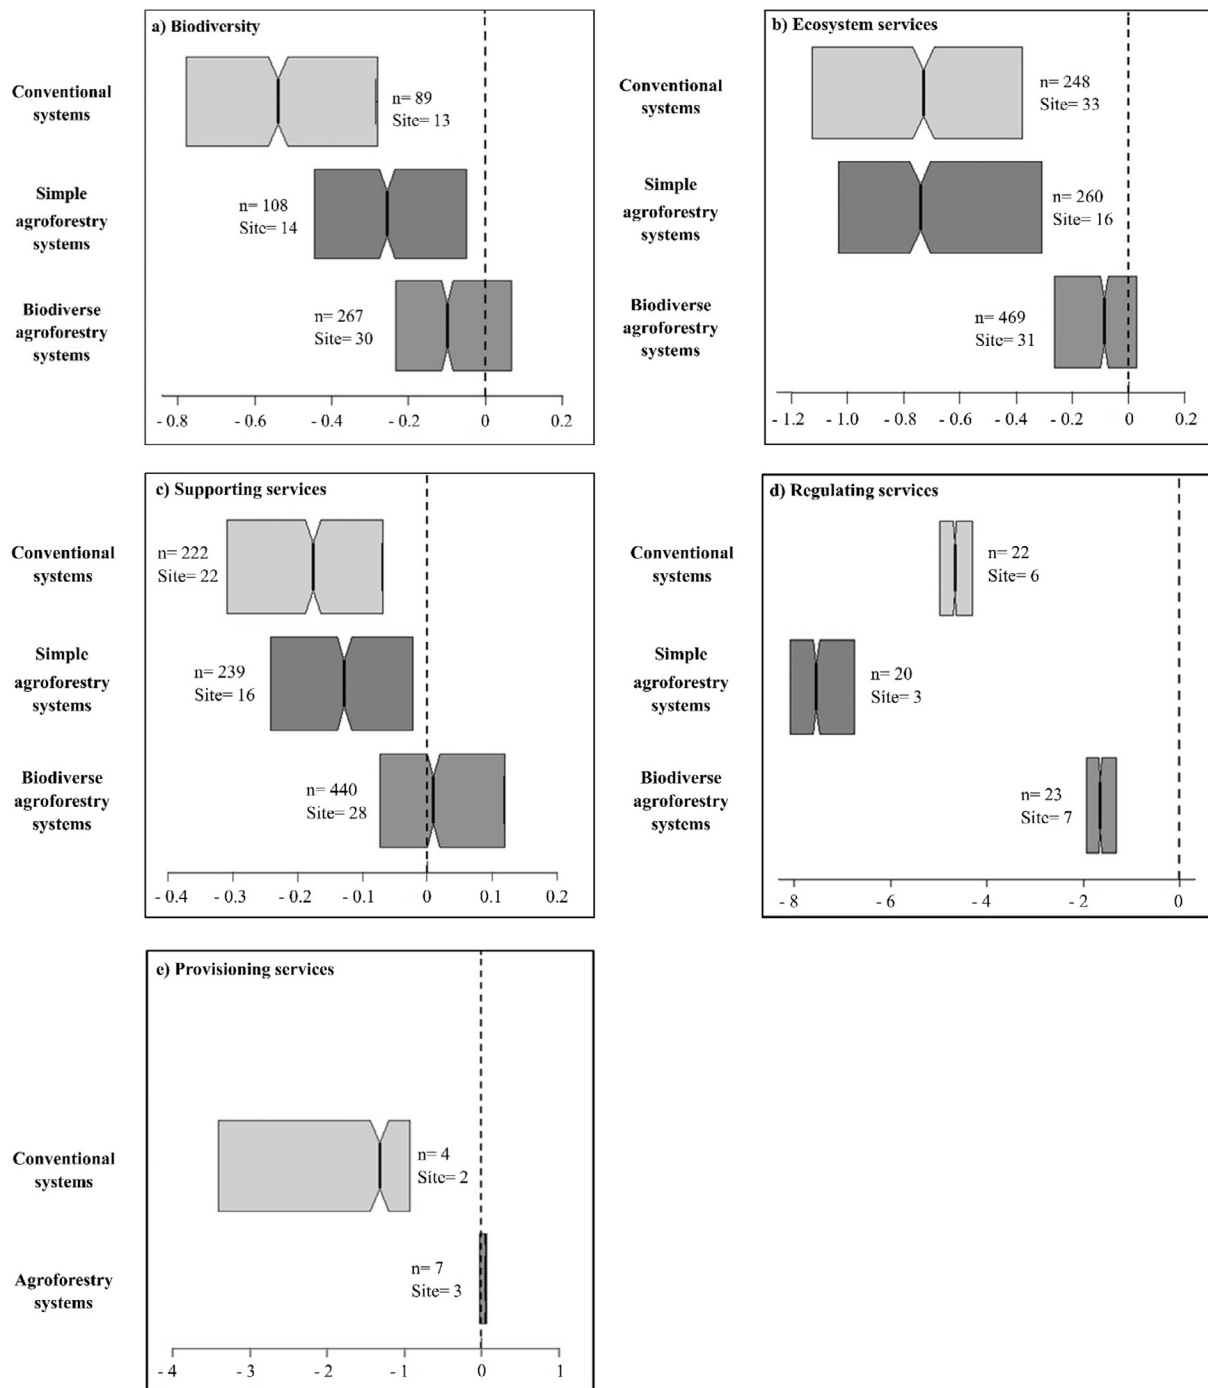 a) Biodiversity
Conventional
systems
n= 89
Site= 13
Simple
agroforestry
systems
n= 108
Site= 14
Biodiverse
agroforestry
systems
n= 267
Site= 30
- 0.8
- 0.6
- 0.4
- 0.2
0
0.2
b) Ecosystem services
Conventional
systems
n= 248
Site= 33
Simple
agroforestry
systems
n= 260
Site= 16
Biodiverse
agroforestry
systems
n= 469
Site= 31
- 1.2
- 1.0
- 0.8
- 0.6
- 0.4
- 0.2
0
0.2
c) Supporting services
Conventional
systems
n= 222
Site= 22
Simple
agroforestry
systems
n= 239
Site= 16
Biodiverse
agroforestry
systems
n= 440
Site= 28
- 0.4
- 0.3
- 0.2
- 0.1
0
0.1
0.2
d) Regulating services
Conventional
systems
n= 22
Site= 6
Simple
agroforestry
systems
n= 20
Site= 3
Biodiverse
agroforestry
systems
n= 23
Site= 7
- 8
- 6
- 4
- 2
0
e) Provisioning services
Conventional
systems
n= 4
Site= 2
Agroforestry
systems
n= 7
Site= 3
- 4
- 3
- 2
- 1
0
1